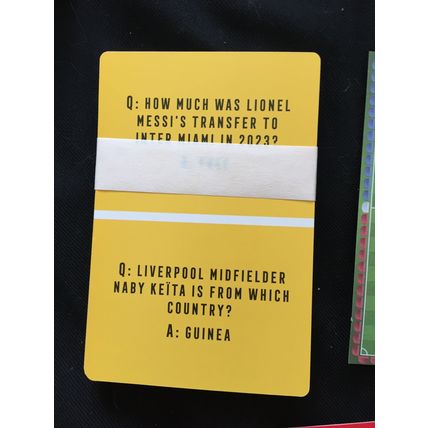 Q: HOW MUCH WAS LIONEL
MESSI'S TRANSFER TO
INTER MIAMI IN 2023?
Q: LIVERPOOL MIDFIELDER
NABY KEÏTA IS FROM WHICH
COUNTRY?
A: GUINEA